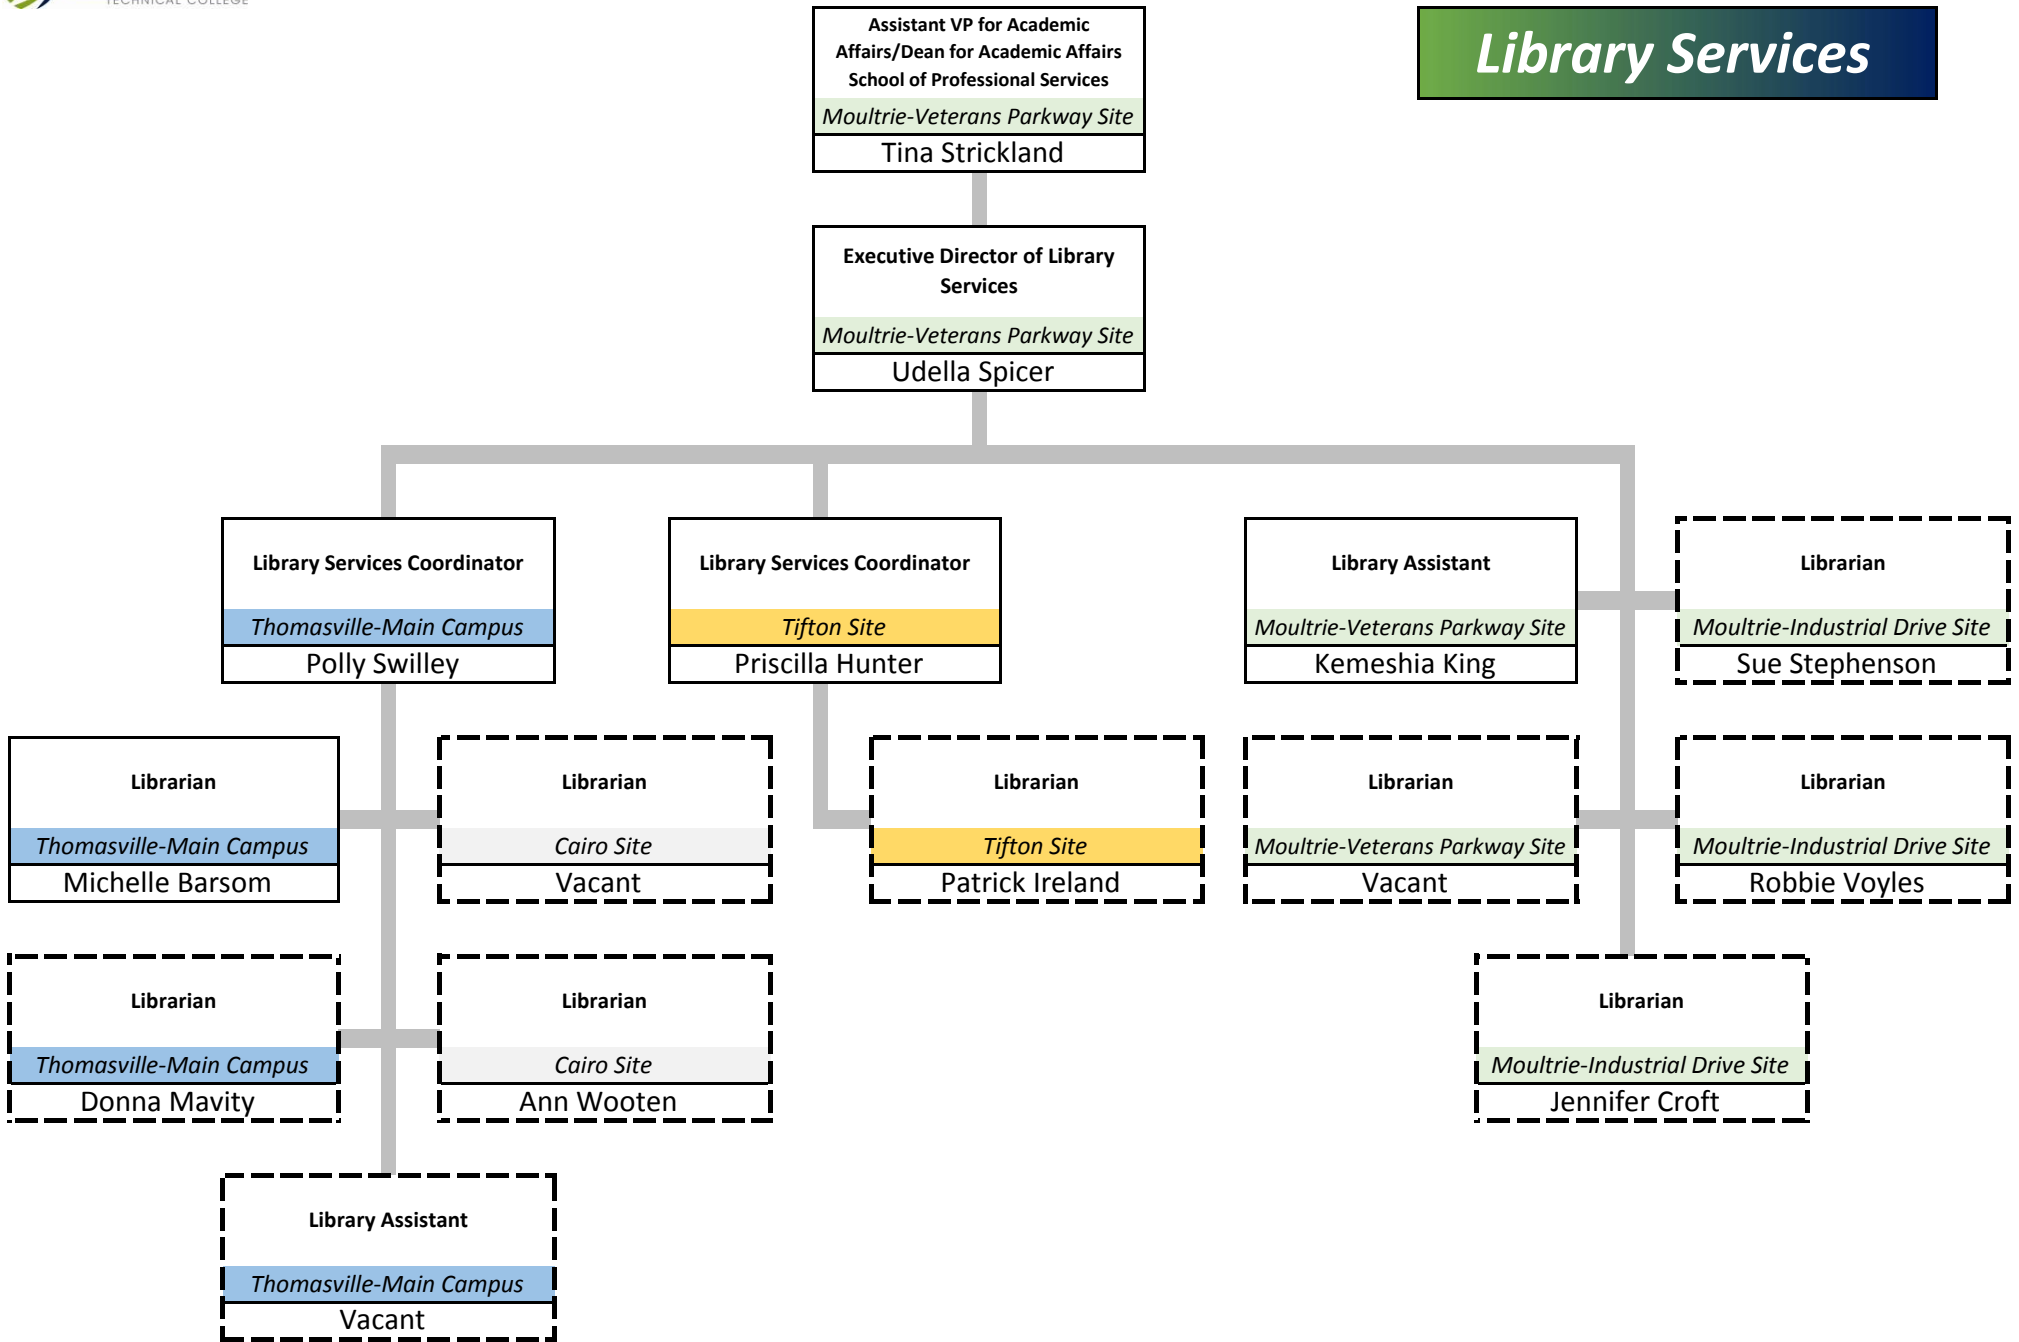 TECHNICAL COLLEGE
Assistant VP for Academic
Affairs/Dean for Academic Affairs
School of Professional Services
Moultrie-Veterans Parkway Site
Tina Strickland
Library Services
Executive Director of Library
Services
Moultrie-Veterans Parkway Site
Udella Spicer
Library Services Coordinator
Thomasville-Main Campus
Polly Swilley
Library Services Coordinator
Tifton Site
Priscilla Hunter
Library Assistant
Moultrie-Veterans Parkway Site
Kemeshia King
Librarian
Moultrie-Industrial Drive Site
Sue Stephenson
Librarian
Thomasville-Main Campus
Michelle Barsom
Librarian
Cairo Site
Vacant
Librarian
Tifton Site
Patrick Ireland
Librarian
Moultrie-Veterans Parkway Site
Vacant
Librarian
Moultrie-Industrial Drive Site
Robbie Voyles
Librarian
Thomasville-Main Campus
Donna Mavity
Librarian
Cairo Site
Ann Wooten
Librarian
Moultrie-Industrial Drive Site
Jennifer Croft
Library Assistant
Thomasville-Main Campus
Vacant